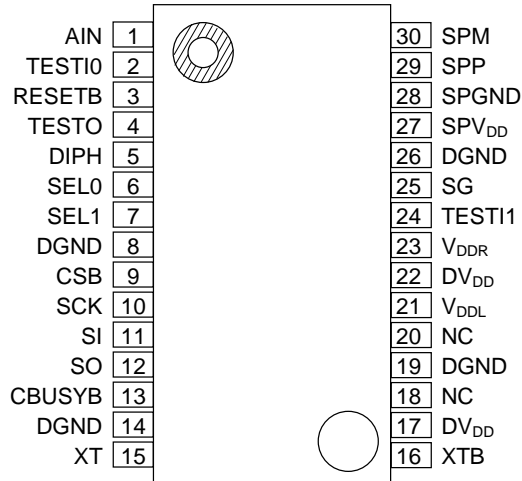 AIN 1 30 SPM
TESTI0 2 29 SPP
RESETB 3 28 SPGND
TESTO 4 27 SPVDD
DIPH 5 26 DGND
SEL0 6 25 SG
SEL1 7 24 TESTI1
DGND 8 23 VDDR
CSB 9 22 DVDD
SCK 10 21 VDDL
SI 11 20 NC
SO 12 19 DGND
CBUSYB 13 18 NC
DGND 14 17 DVDD
XT 15 16 XTB